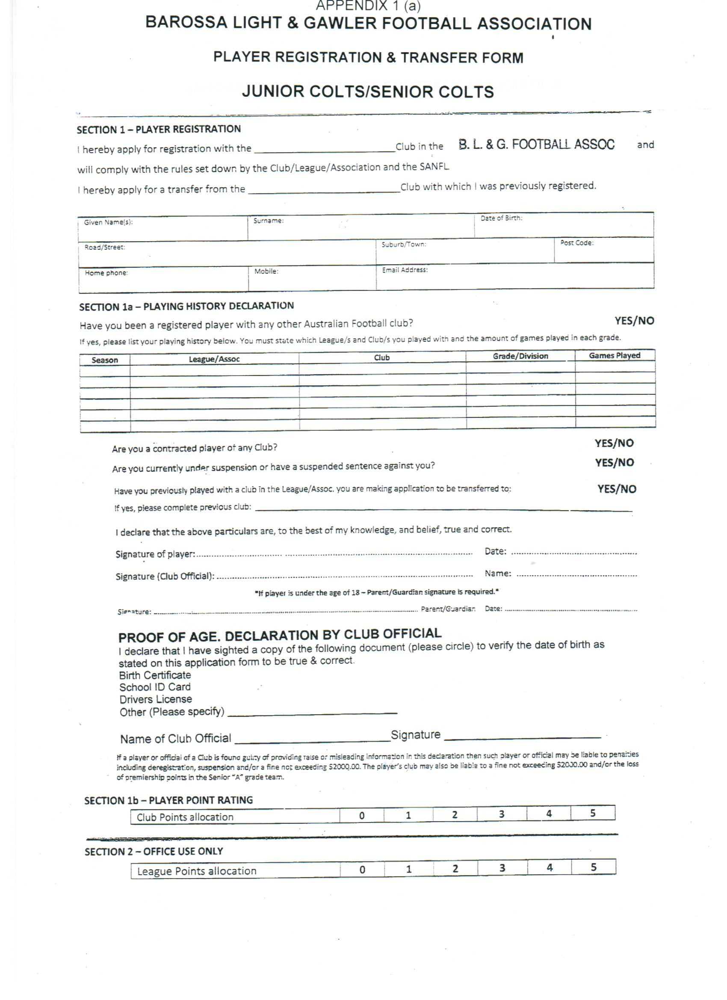 APPENDIX 1 (a)
BAROSSA LIGHT & GAWLER FOOTBALL ASSOCIATION
PLAYER REGISTRATION & TRANSFER FORM
JUNIOR COLTS/SENIOR COLTS
SECTION 1 – PLAYER REGISTRATION
I hereby apply for registration with the ____________ Club in the B. L. & G. FOOTBALL ASSOC and
will comply with the rules set down by the Club/League/Association and the SANFL
I hereby apply for a transfer from the ____________ Club with which I was previously registered.
Given Name(s): Surname: Date of Birth:
Road/Street: Suburb/Town: Post Code:
Home phone: Mobile: Email Address:
SECTION 1a – PLAYING HISTORY DECLARATION
Have you been a registered player with any other Australian Football club? YES/NO
If yes, please list your playing history below. You must state which League/s and Club/s you played with and the amount of games played in each grade.
Season League/Assoc Club Grade/Division Games Played
Are you a contracted player of any Club? YES/NO
Are you currently under suspension or have a suspended sentence against you? YES/NO
Have you previously played with a club in the League/Assoc. you are making application to be transferred to: YES/NO
If yes, please complete previous club: ____________
I declare that the above particulars are, to the best of my knowledge, and belief, true and correct.
Signature of player: ............ Date: ............
Signature (Club Official): ............ Name: ............
*If player is under the age of 18 – Parent/Guardian signature is required.*
Signature: ............ Parent/Guardian Date: ............
PROOF OF AGE. DECLARATION BY CLUB OFFICIAL
I declare that I have sighted a copy of the following document (please circle) to verify the date of birth as
stated on this application form to be true & correct.
Birth Certificate
School ID Card
Drivers License
Other (Please specify) ____________
Name of Club Official ____________ Signature ____________
If a player or official of a Club is found guilty of providing false or misleading information in this declaration then such player or official may be liable to penalties
including deregistration, suspension and/or a fine not exceeding $2000.00. The player's club may also be liable to a fine not exceeding $2000.00 and/or the loss
of premiership points in the Senior "A" grade team.
SECTION 1b – PLAYER POINT RATING
Club Points allocation 0 1 2 3 4 5
SECTION 2 – OFFICE USE ONLY
League Points allocation 0 1 2 3 4 5